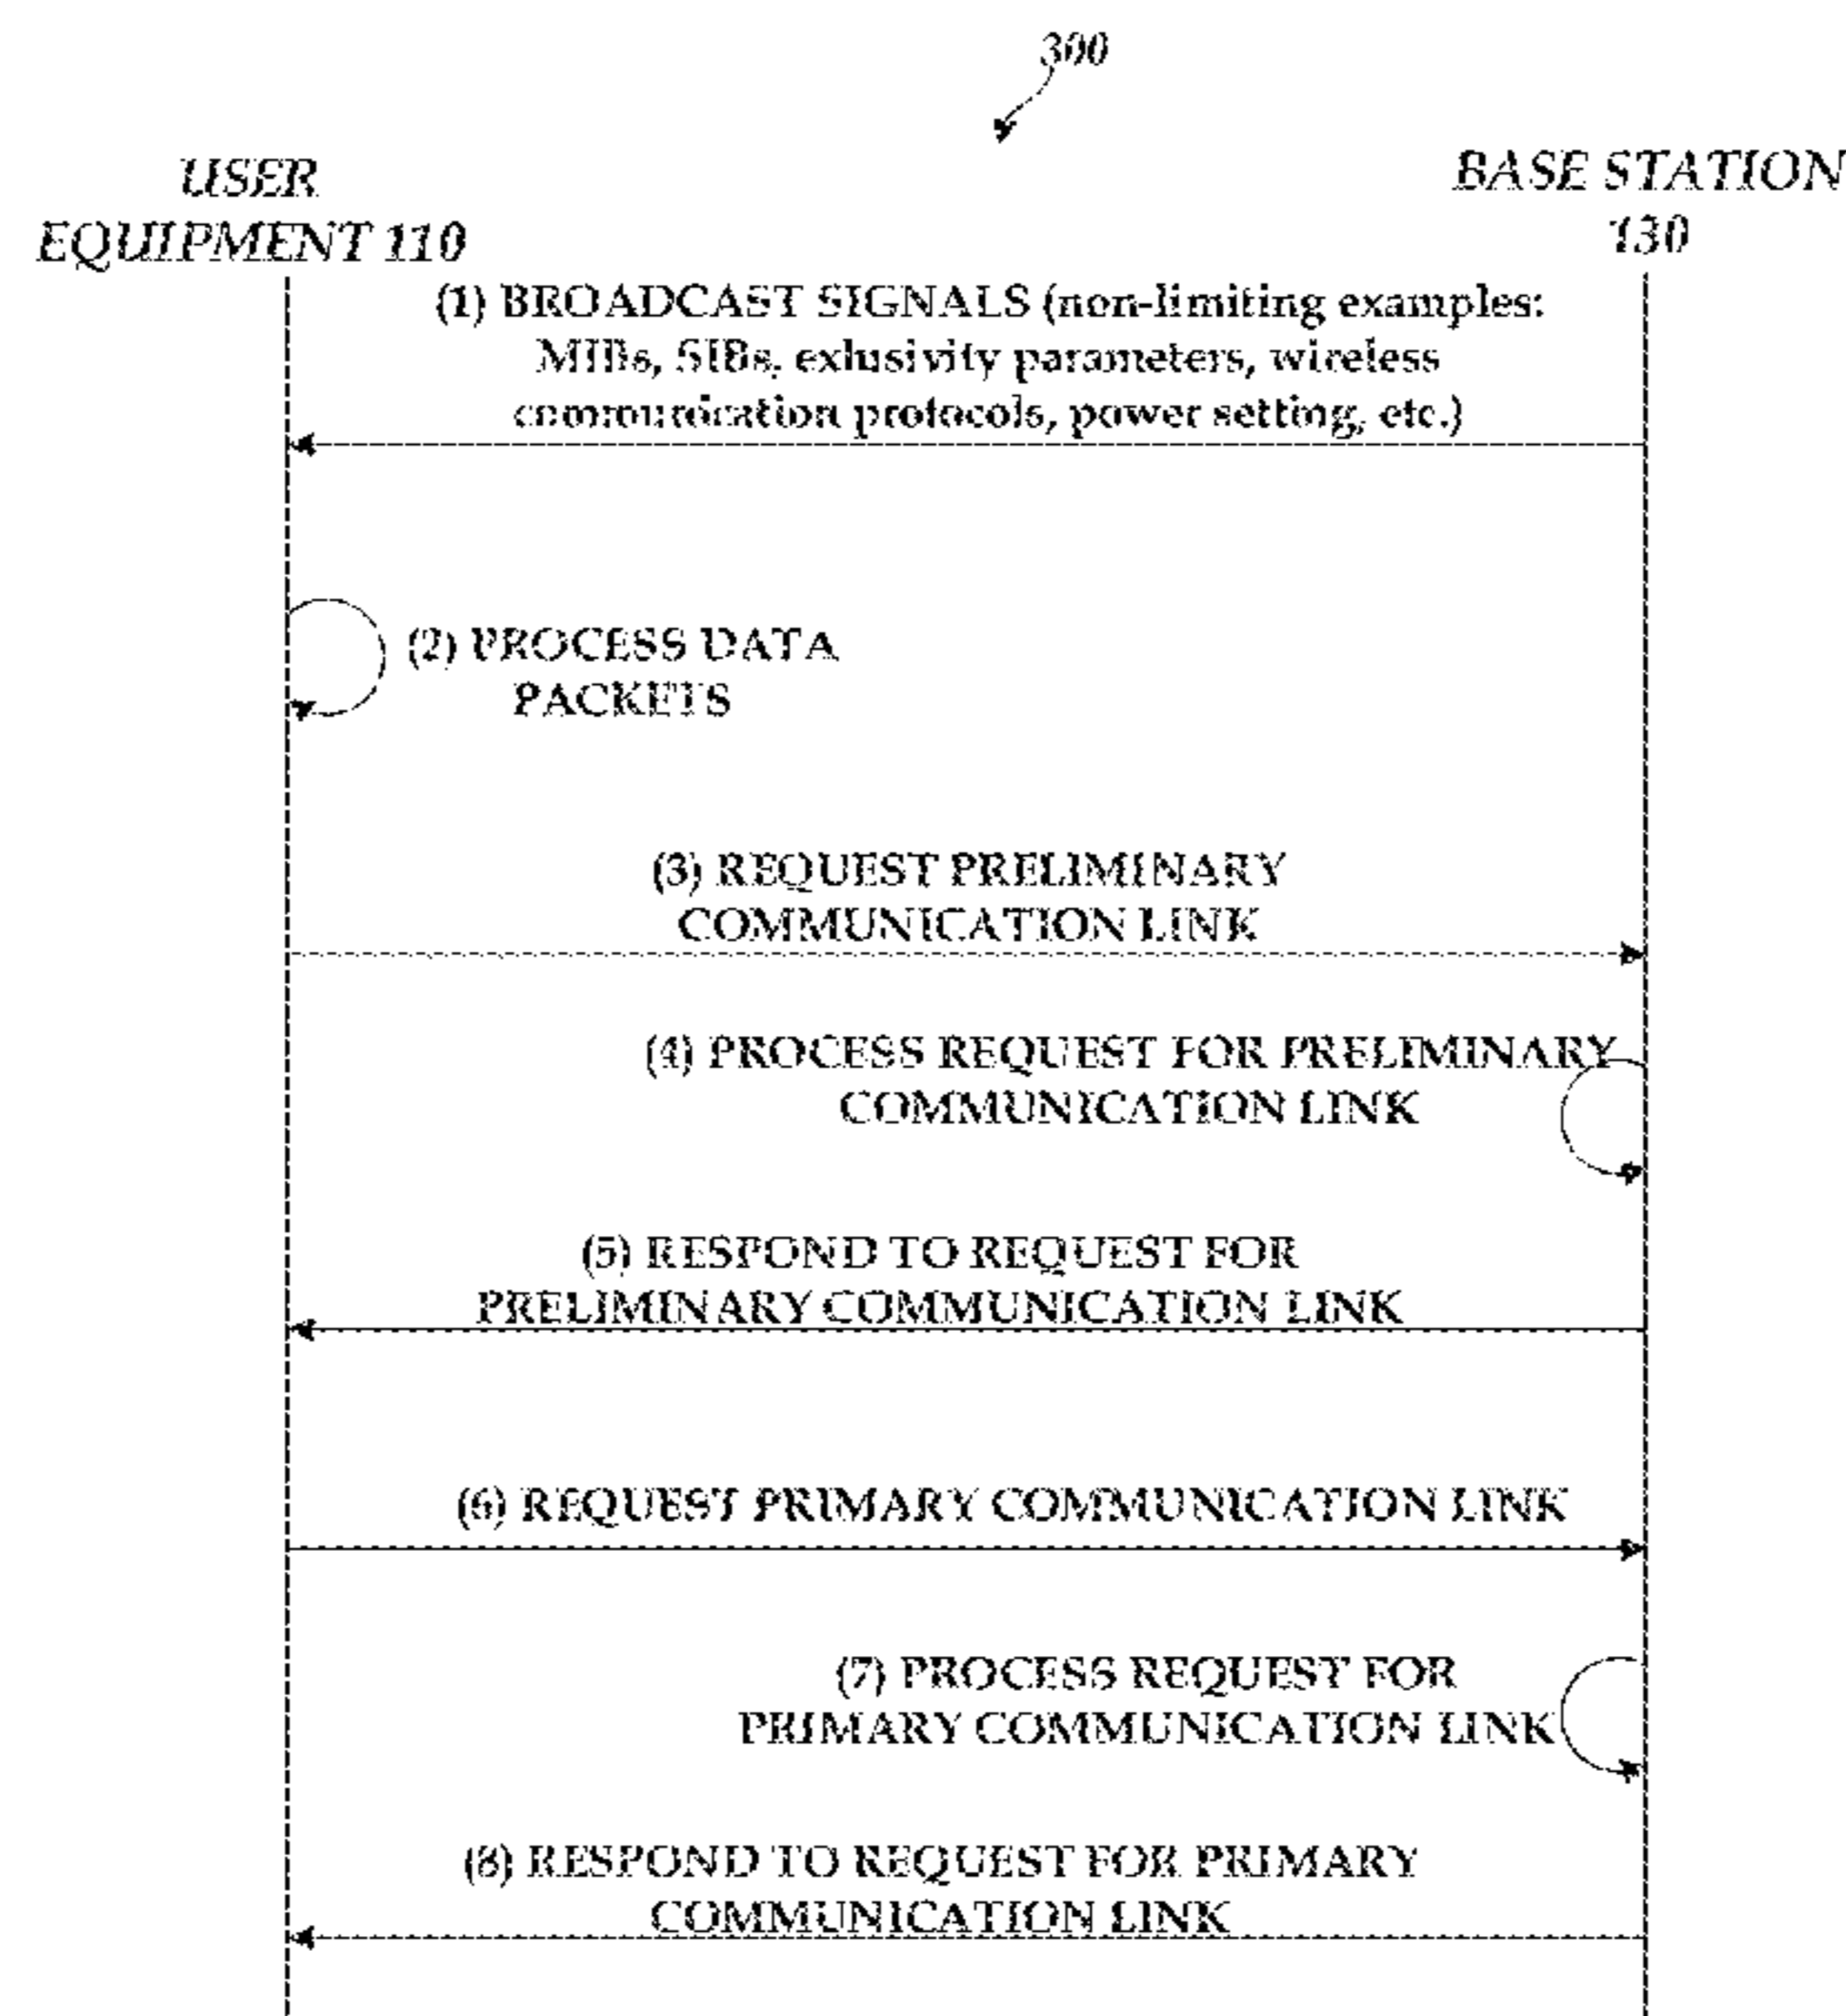 300
USER
EQUIPMENT 110
BASE STATION
130
(1) BROADCAST SIGNALS (non-limiting examples:
MIBs, SIBs, exlusivity parameters, wireless
communication protocols, power setting, etc.)
(2) PROCESS DATA
PACKETS
(3) REQUEST PRELIMINARY
COMMUNICATION LINK
(4) PROCESS REQUEST FOR PRELIMINARY
COMMUNICATION LINK
(5) RESPOND TO REQUEST FOR
PRELIMINARY COMMUNICATION LINK
(6) REQUEST PRIMARY COMMUNICATION LINK
(7) PROCESS REQUEST FOR
PRIMARY COMMUNICATION LINK
(8) RESPOND TO REQUEST FOR PRIMARY
COMMUNICATION LINK